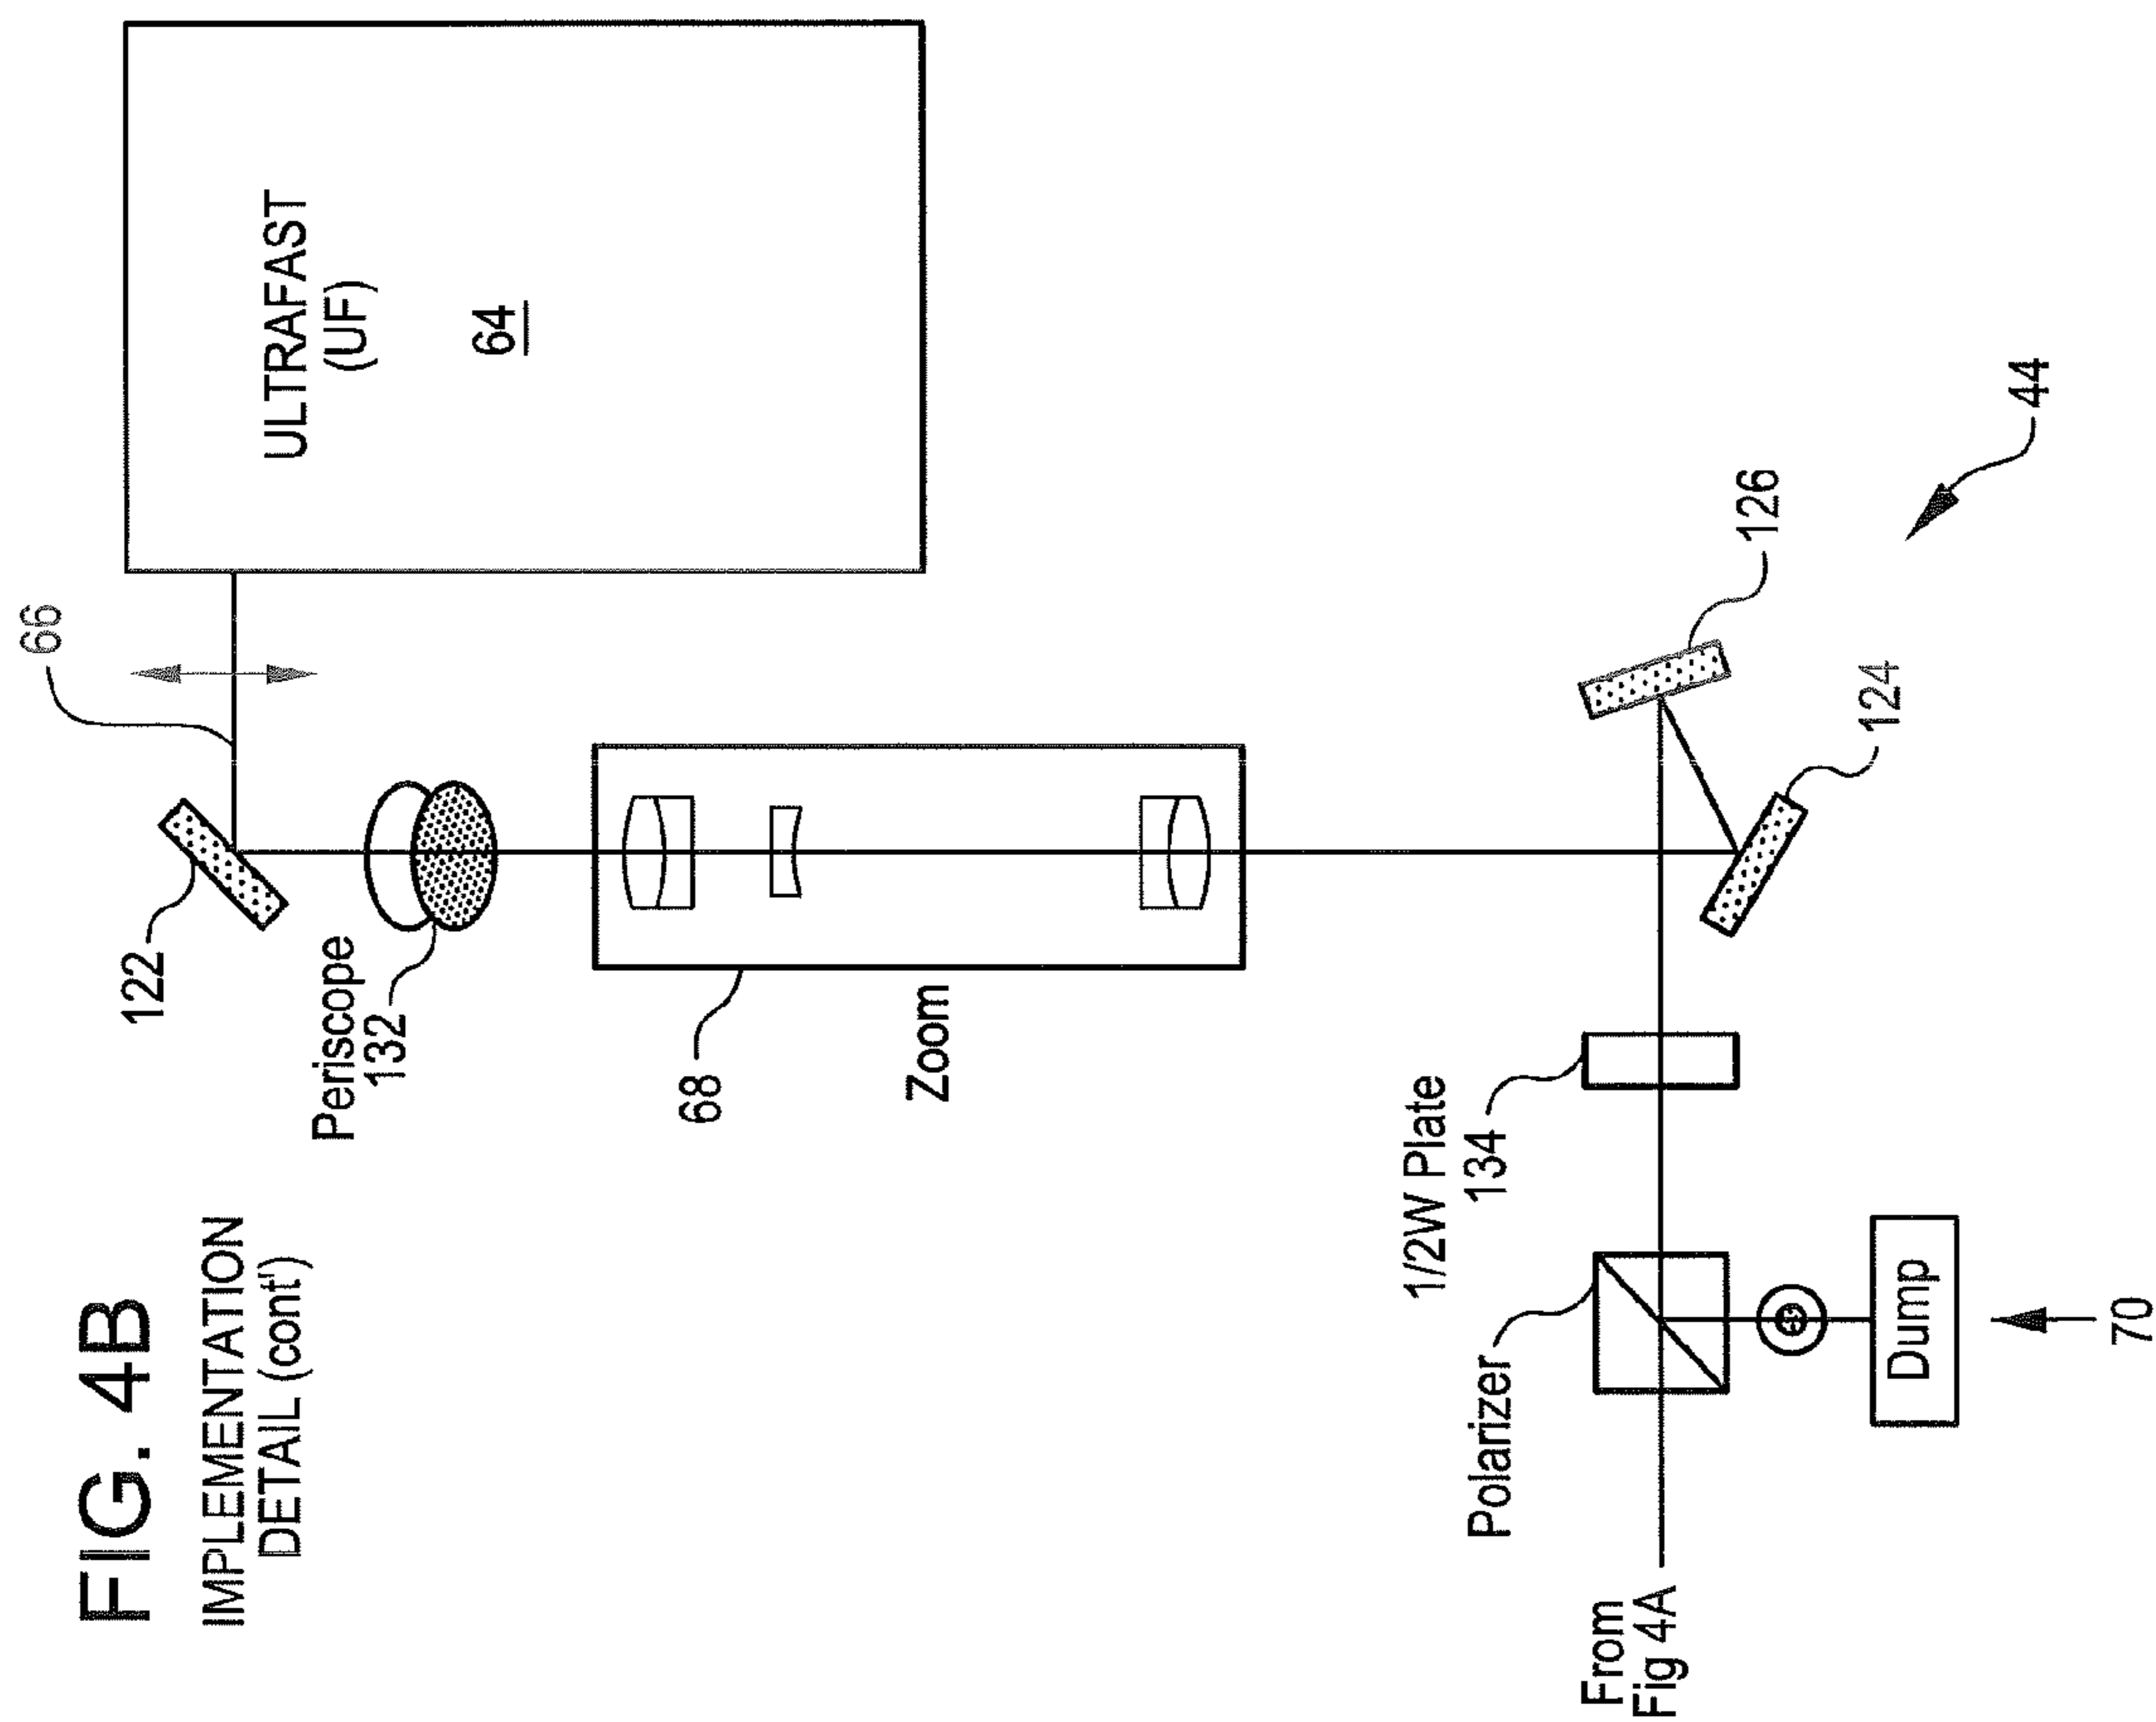 FIG. 4B
IMPLEMENTATION
DETAIL (cont')
122
66
Periscope
132
ULTRAFAST
(UF)
64
68
Zoom
1/2W Plate
134
Polarizer
126
124
44
From
Fig 4A
Dump
70